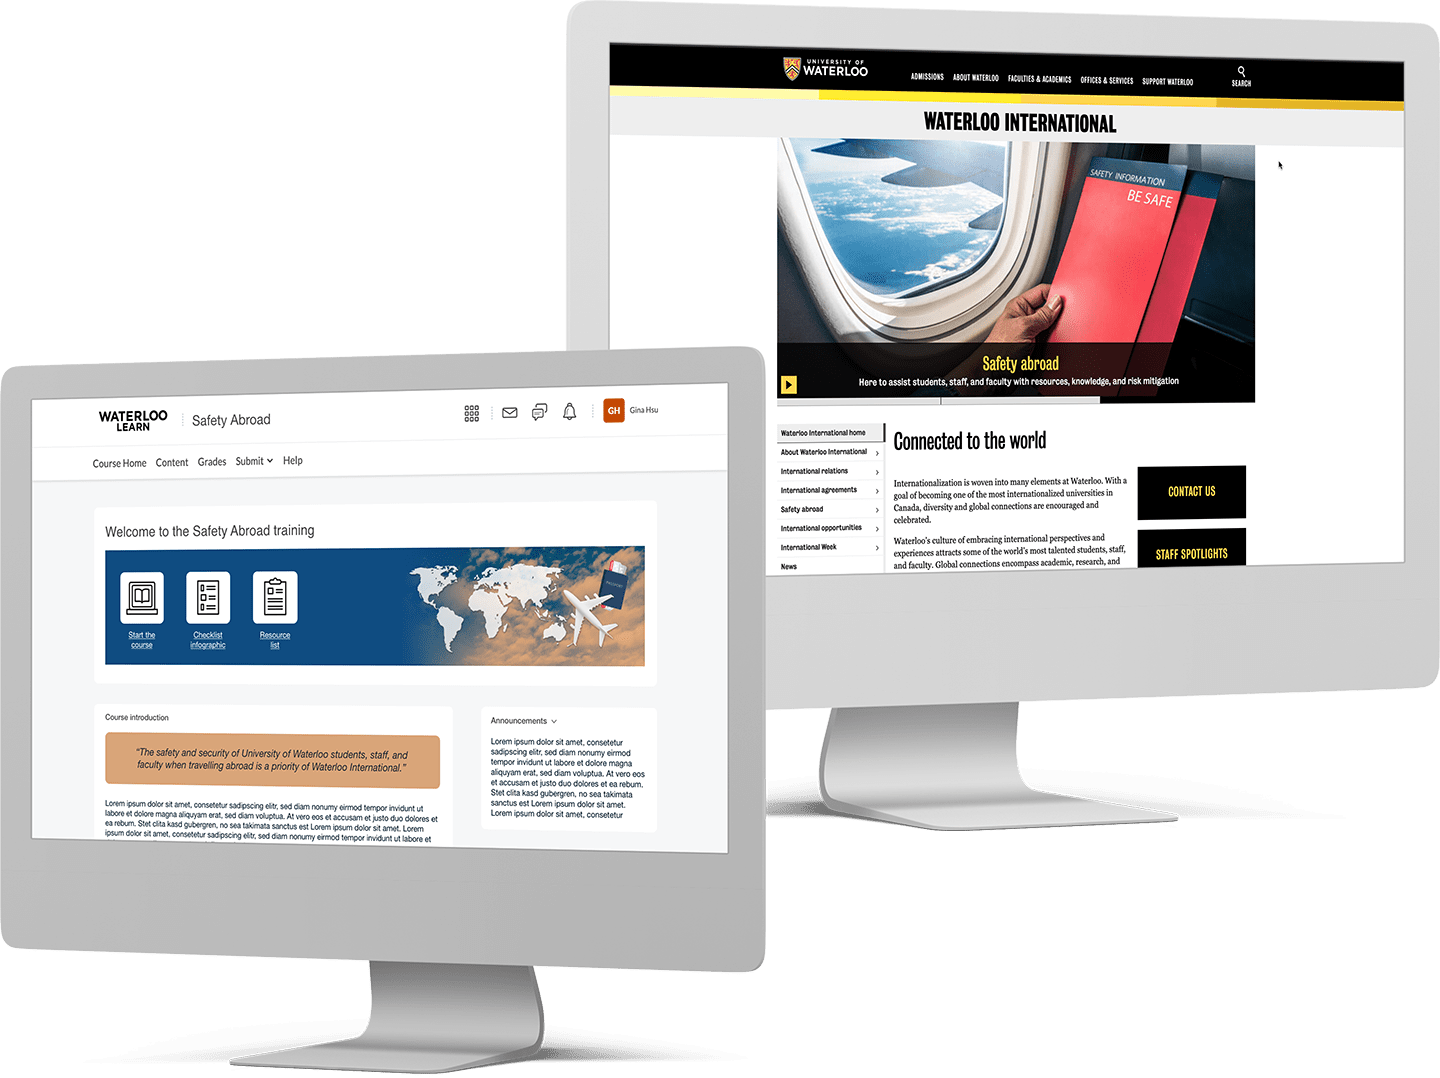 UNIVERSITY OF
WATERLOO
ADMISSIONS
ABOUT WATERLOO
FACULTIES & ACADEMICS
OFFICES & SERVICES
SUPPORT WATERLOO
SEARCH
WATERLOO INTERNATIONAL
SAFETY INFORMATION
BE SAFE
Safety abroad
Here to assist students, staff, and faculty with resources, knowledge, and risk mitigation
Waterloo International home
About Waterloo International
International relations
International agreements
Safety abroad
International opportunities
International Week
News
Connected to the world
Internationalization is woven into many elements at Waterloo. With a
goal of becoming one of the most internationalized universities in
Canada, diversity and global connections are encouraged and
celebrated.
Waterloo's culture of embracing international perspectives and
experiences attracts some of the world's most talented students, staff,
and faculty. Global connections encompass academic, research, and
CONTACT US
STAFF SPOTLIGHTS
WATERLOO
LEARN
Safety Abroad
GH
Gina Hsu
Course Home
Content
Grades
Submit
Help
Welcome to the Safety Abroad training
Start the
course
Checklist
infographic
Resource
list
PASSPORT
Course introduction
"The safety and security of University of Waterloo students, staff, and
faculty when travelling abroad is a priority of Waterloo International."
Lorem ipsum dolor sit amet, consetetur sadipscing elitr, sed diam nonumy eirmod tempor invidunt ut
labore et dolore magna aliquyam erat, sed diam voluptua. At vero eos et accusam et justo duo dolores et
ea rebum. Stet clita kasd gubergren, no sea takimata sanctus est Lorem ipsum dolor sit amet. Lorem
ipsum dolor sit amet, consetetur sadipscing elitr, sed diam nonumy eirmod tempor invidunt ut labore et
Announcements
Lorem ipsum dolor sit amet, consetetur
sadipscing elitr, sed diam nonumy eirmod
tempor invidunt ut labore et dolore magna
aliquyam erat, sed diam voluptua. At vero eos
et accusam et justo duo dolores et ea rebum.
Stet clita kasd gubergren, no sea takimata
sanctus est Lorem ipsum dolor sit amet.
Lorem ipsum dolor sit amet, consetetur